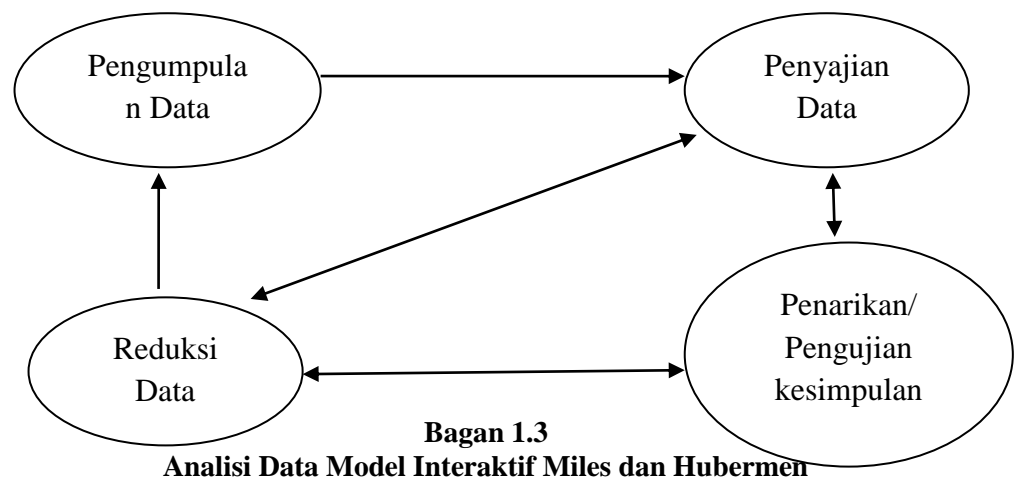 Pengumpula
n Data
Penyajian
Data
Reduksi
Data
Penarikan/
Pengujian
kesimpulan
Bagan 1.3
Analisi Data Model Interaktif Miles dan Hubermen